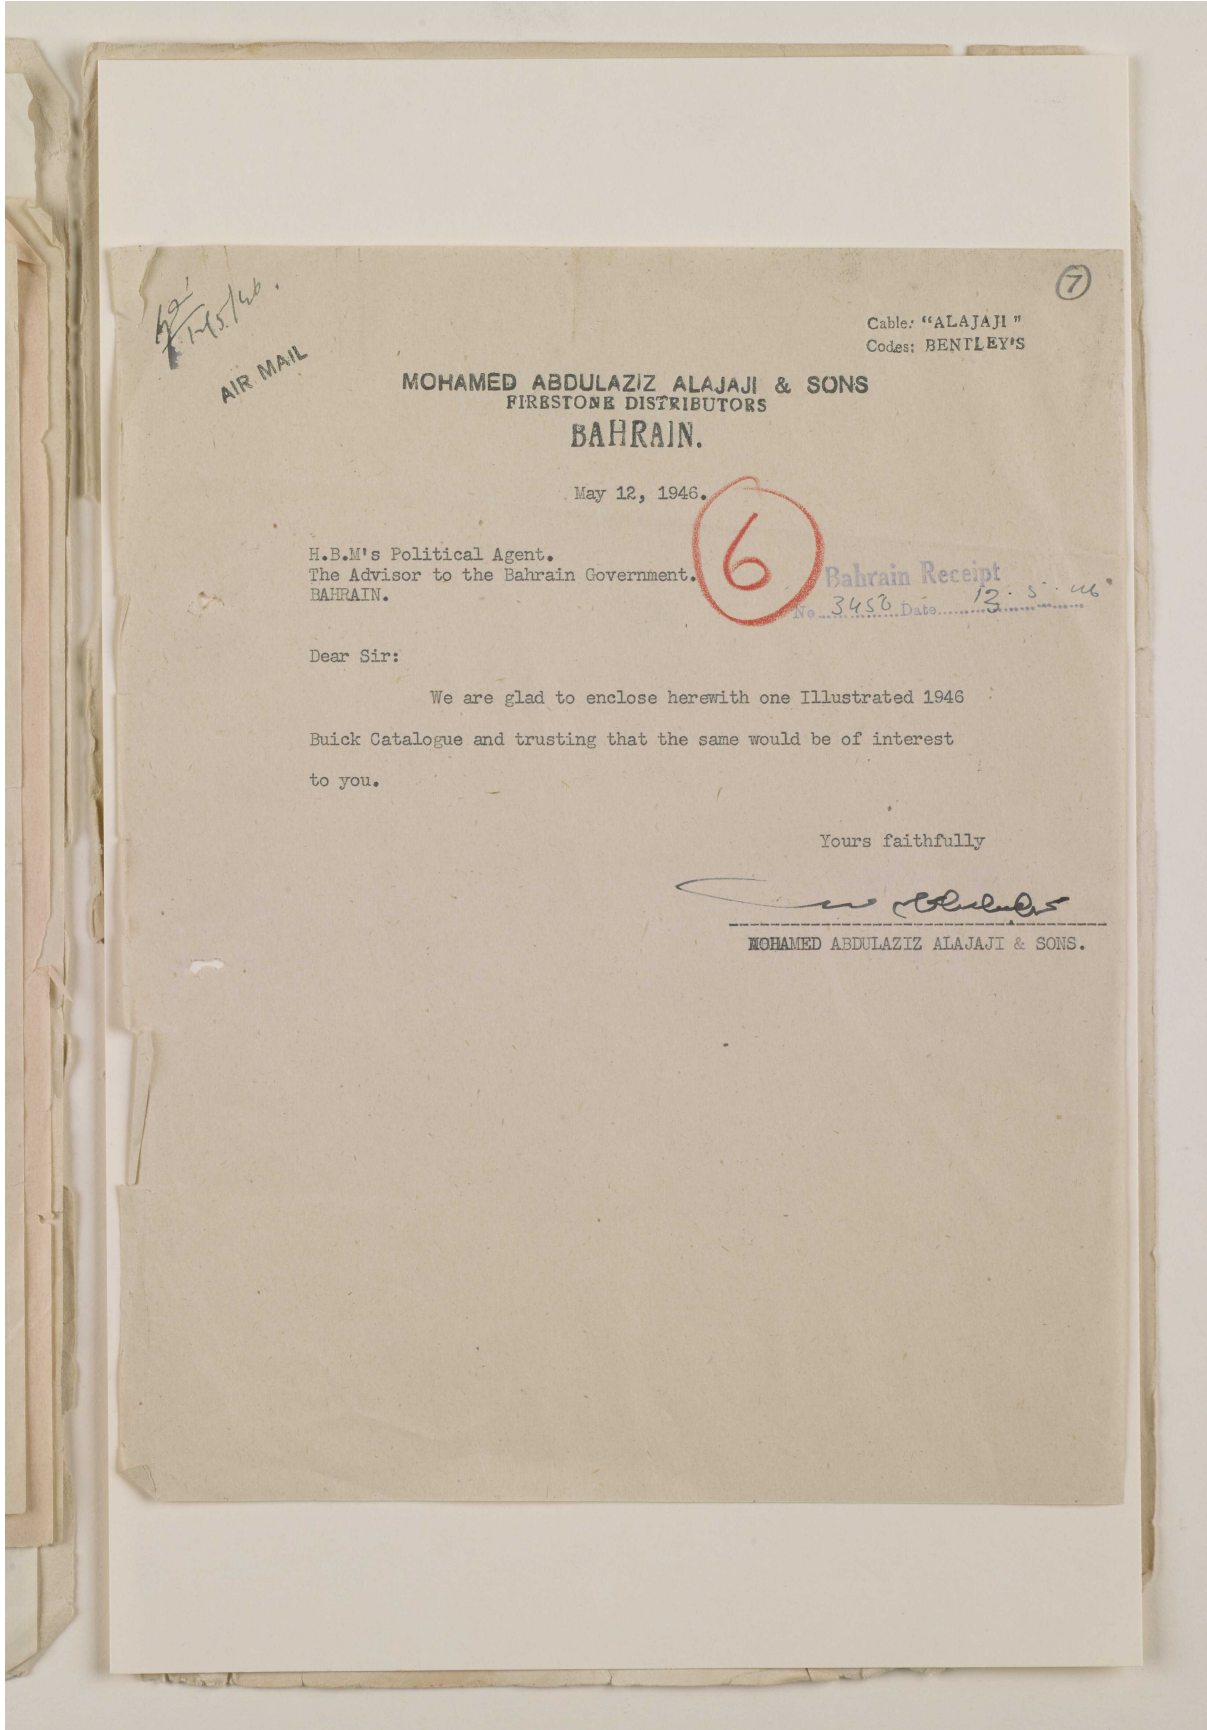 7
Cable: "ALAJAJI"
Codes: BENTLEY'S
AIR MAIL
MOHAMED ABDULAZIZ ALAJAJI & SONS
FIRESTONE DISTRIBUTORS
BAHRAIN.
May 12, 1946.
6
H.B.M's Political Agent.
The Advisor to the Bahrain Government.
BAHRAIN.
Bahrain Receipt
No 3456 Date 13·5·46
Dear Sir:
We are glad to enclose herewith one Illustrated 1946
Buick Catalogue and trusting that the same would be of interest
to you.
Yours faithfully
MOHAMED ABDULAZIZ ALAJAJI & SONS.